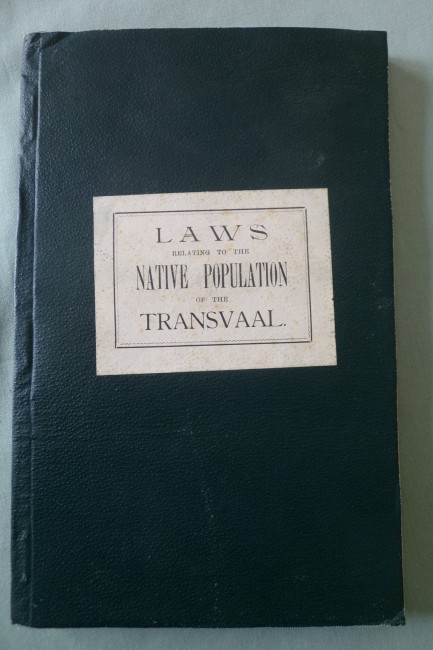 LAWS
RELATING TO THE
NATIVE POPULATION
OF THE
TRANSVAAL.